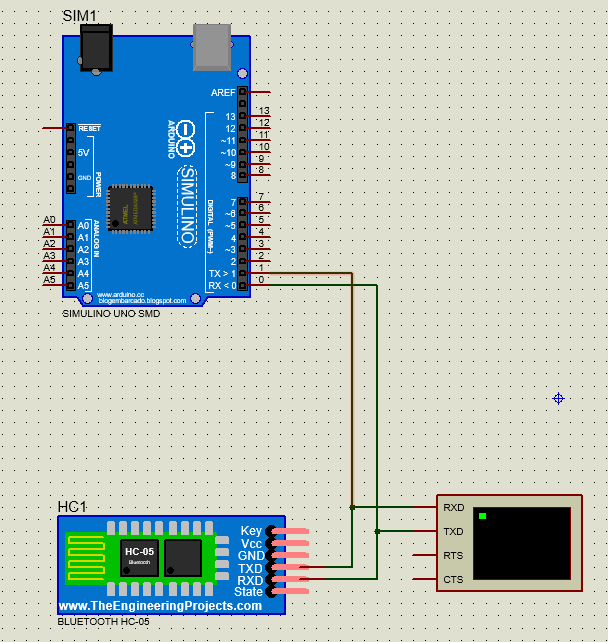 SIM1
AREF
13
13
12
12
RESET
~11
11
5V
~10
10
~9
9
GND
8
8
POWER
ARDUINO
SIMULINO
ATMEL
DIGITAL (PWM~)
ANALOG IN
7
7
~6
6
~5
5
4
4
~3
3
2
2
TX > 1
1
RX < 0
0
A0
A0
A1
A1
A2
A2
A3
A3
A4
A4
A5
A5
www.arduino.cc
blogembarcado.blogspot.com
SIMULINO UNO SMD
HC1
HC-05
Bluetooth
Key
Vcc
GND
TXD
RXD
State
www.TheEngineeringProjects.com
BLUETOOTH HC-05
RXD
TXD
RTS
CTS